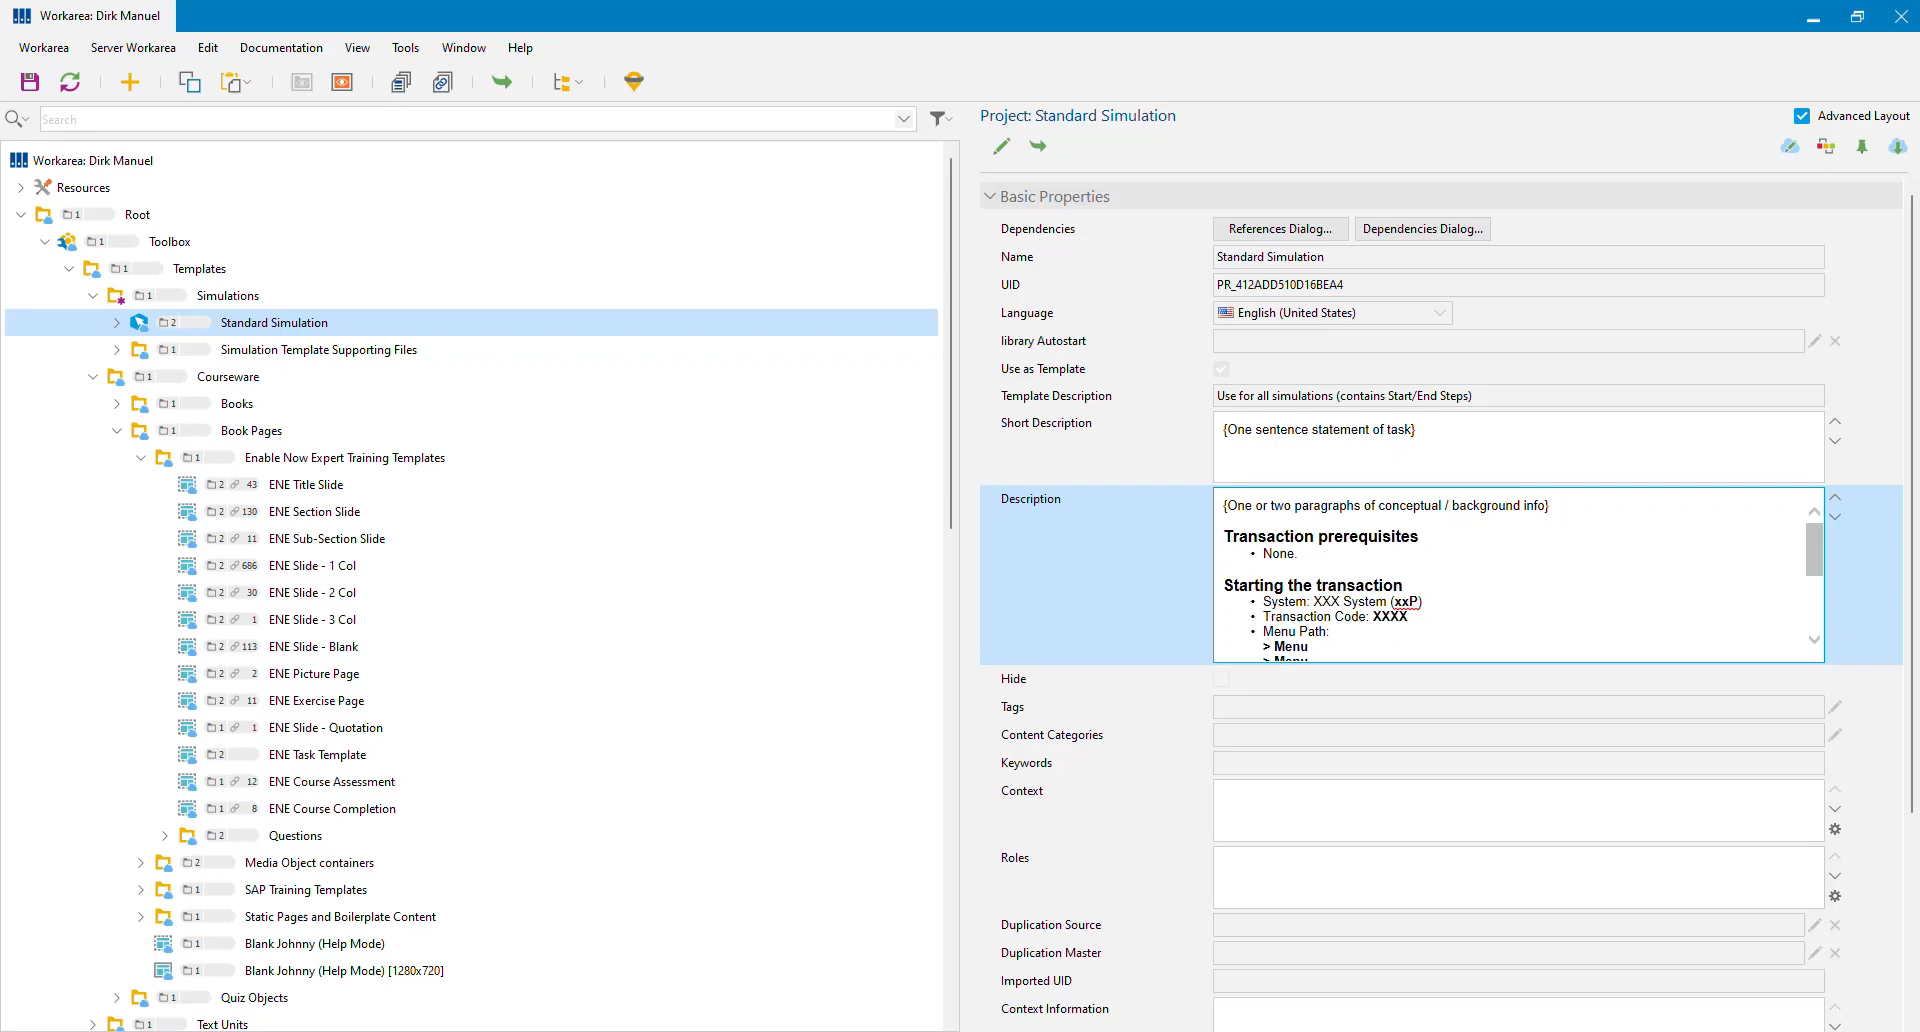 Workarea: Dirk Manuel
Workarea Server Workarea Edit Documentation View Tools Window Help
Search
Workarea: Dirk Manuel
Resources
1 Root
1 Toolbox
1 Templates
1 Simulations
2 Standard Simulation
1 Simulation Template Supporting Files
1 Courseware
1 Books
1 Book Pages
1 Enable Now Expert Training Templates
2 43 ENE Title Slide
2 130 ENE Section Slide
2 11 ENE Sub-Section Slide
2 686 ENE Slide - 1 Col
2 30 ENE Slide - 2 Col
2 1 ENE Slide - 3 Col
2 113 ENE Slide - Blank
2 2 ENE Picture Page
2 11 ENE Exercise Page
1 1 ENE Slide - Quotation
2 ENE Task Template
1 12 ENE Course Assessment
1 8 ENE Course Completion
2 Questions
2 Media Object containers
1 SAP Training Templates
1 Static Pages and Boilerplate Content
1 Blank Johnny (Help Mode)
1 Blank Johnny (Help Mode) [1280x720]
1 Quiz Objects
1 Text Units
Project: Standard Simulation
Advanced Layout
Basic Properties
Dependencies References Dialog... Dependencies Dialog...
Name Standard Simulation
UID PR_412ADD510D16BEA4
Language English (United States)
library Autostart
Use as Template
Template Description Use for all simulations (contains Start/End Steps)
Short Description {One sentence statement of task}
Description {One or two paragraphs of conceptual / background info}
Transaction prerequisites
• None.
Starting the transaction
• System: XXX System (xxP)
• Transaction Code: XXXX
• Menu Path:
> Menu
> Menu
Hide
Tags
Content Categories
Keywords
Context
Roles
Duplication Source
Duplication Master
Imported UID
Context Information